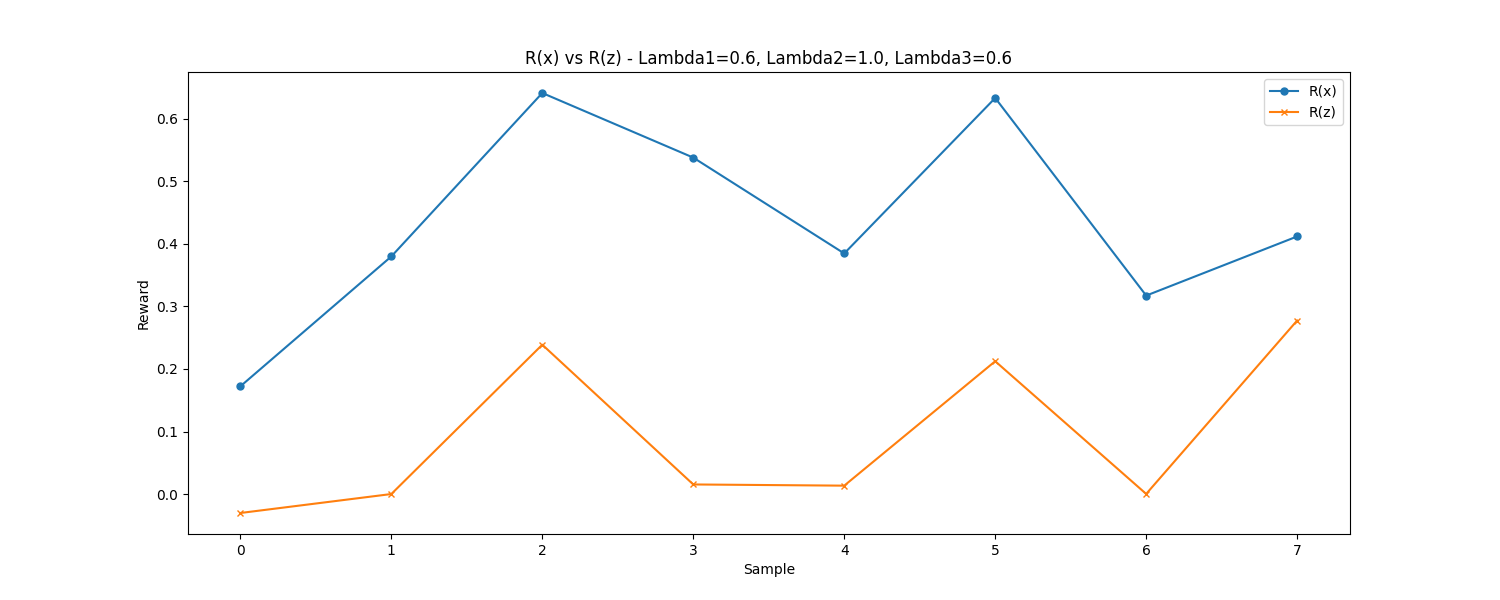 R(x) vs R(z) - Lambda1=0.6, Lambda2=1.0, Lambda3=0.6
R(x)
R(z)
0.6
0.5
0.4
0.3
0.2
0.1
0.0
Reward
0 1 2 3 4 5 6 7
Sample